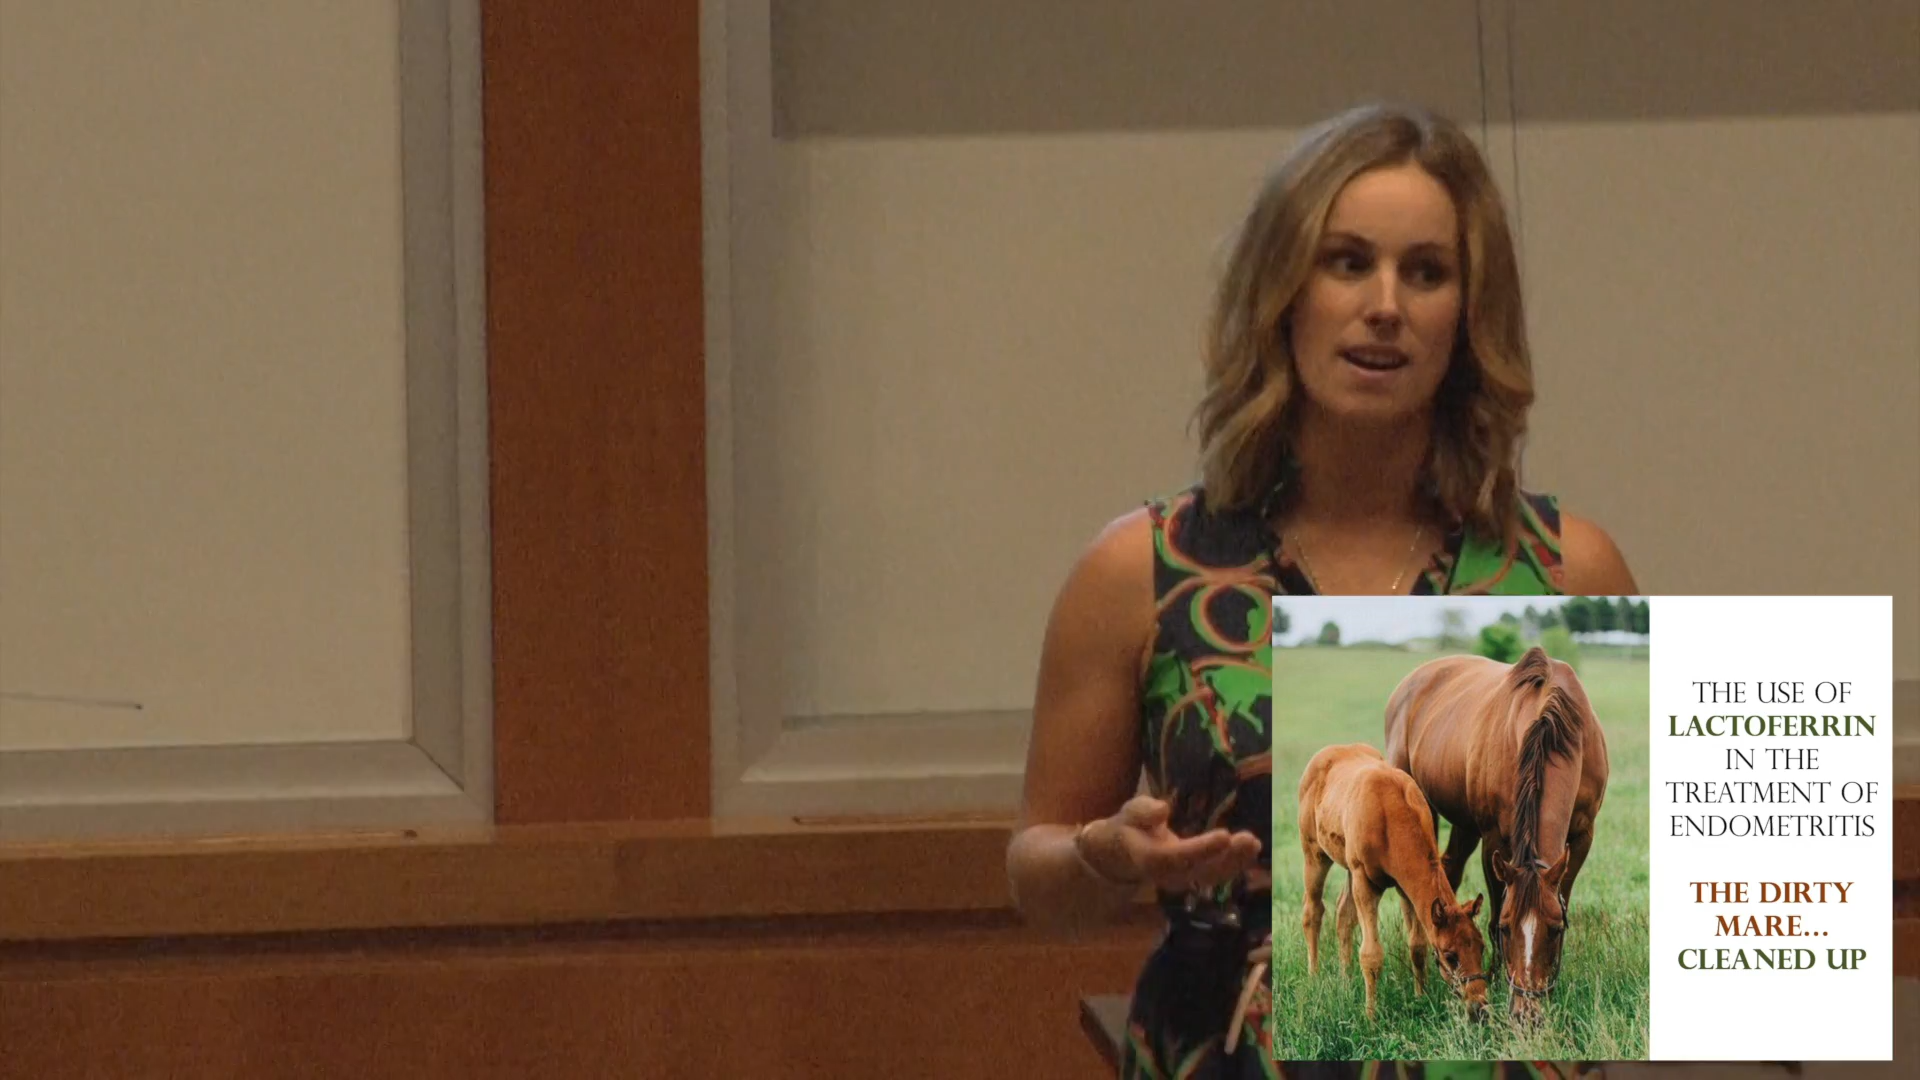 THE USE OF
LACTOFERRIN
IN THE
TREATMENT OF
ENDOMETRITIS
THE DIRTY
MARE...
CLEANED UP